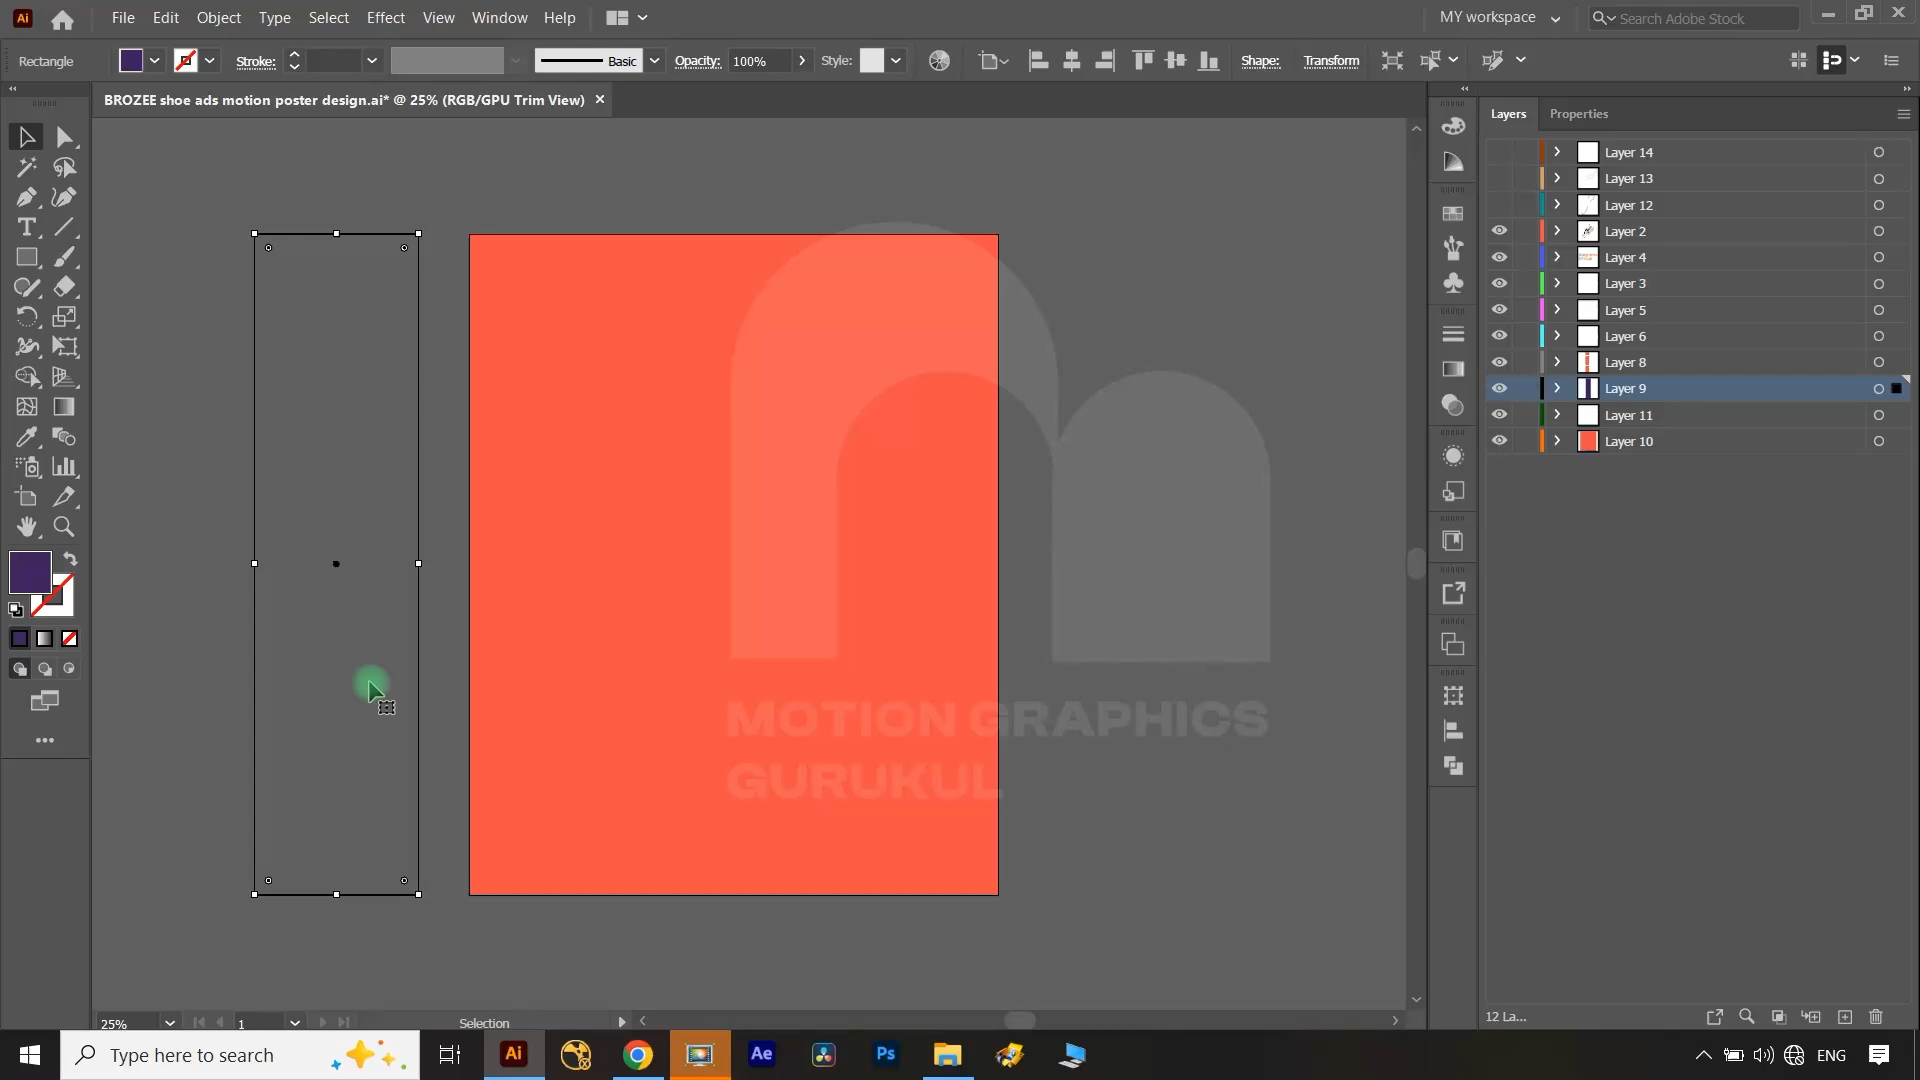 Ai File Edit Object Type Select Effect View Window Help MY workspace Search Adobe Stock
Rectangle Stroke: Basic Opacity: 100% Style: Shape: Transform
BROZEE shoe ads motion poster design.ai* @ 25% (RGB/GPU Trim View)
Layers Properties
Layer 14
Layer 13
Layer 12
Layer 2
Layer 4
Layer 3
Layer 5
Layer 6
Layer 8
Layer 9
Layer 11
Layer 10
MOTION GRAPHICS
GURUKUL
25% 1 Selection 12 La...
Type here to search Ai Ae Ps ENG